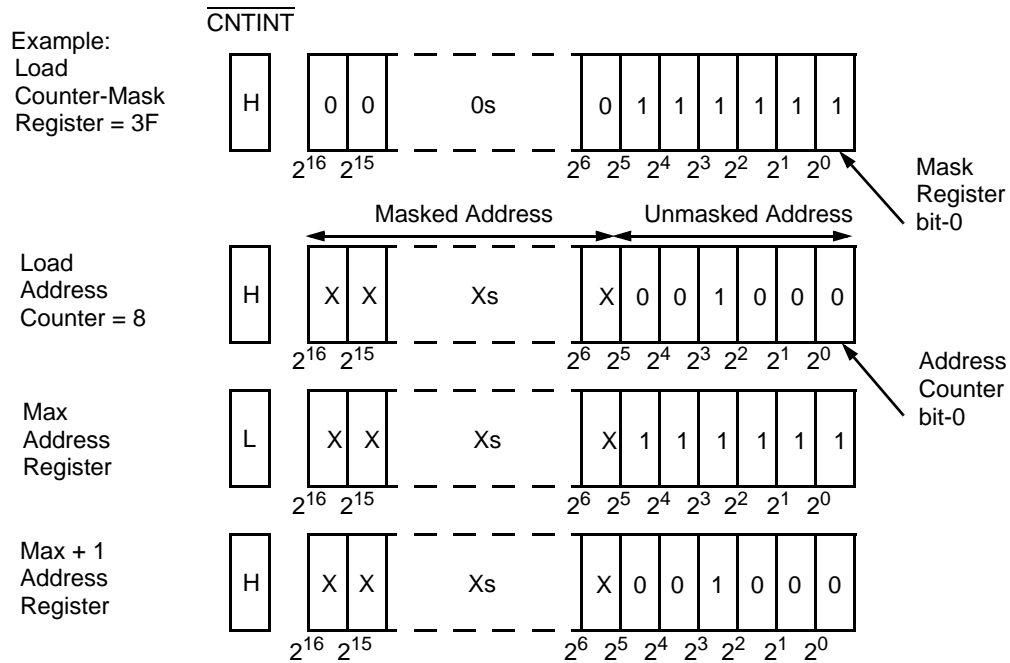 CNTINT
Example:
Load
Counter-Mask
Register = 3F
H 0 0 0s 0 1 1 1 1 1 1
2^16 2^15 2^6 2^5 2^4 2^3 2^2 2^1 2^0
Mask
Register
bit-0
Masked Address Unmasked Address
Load
Address
Counter = 8
H X X Xs X 0 0 1 0 0 0
2^16 2^15 2^6 2^5 2^4 2^3 2^2 2^1 2^0
Address
Counter
bit-0
Max
Address
Register
L X X Xs X 1 1 1 1 1 1
2^16 2^15 2^6 2^5 2^4 2^3 2^2 2^1 2^0
Max + 1
Address
Register
H X X Xs X 0 0 1 0 0 0
2^16 2^15 2^6 2^5 2^4 2^3 2^2 2^1 2^0